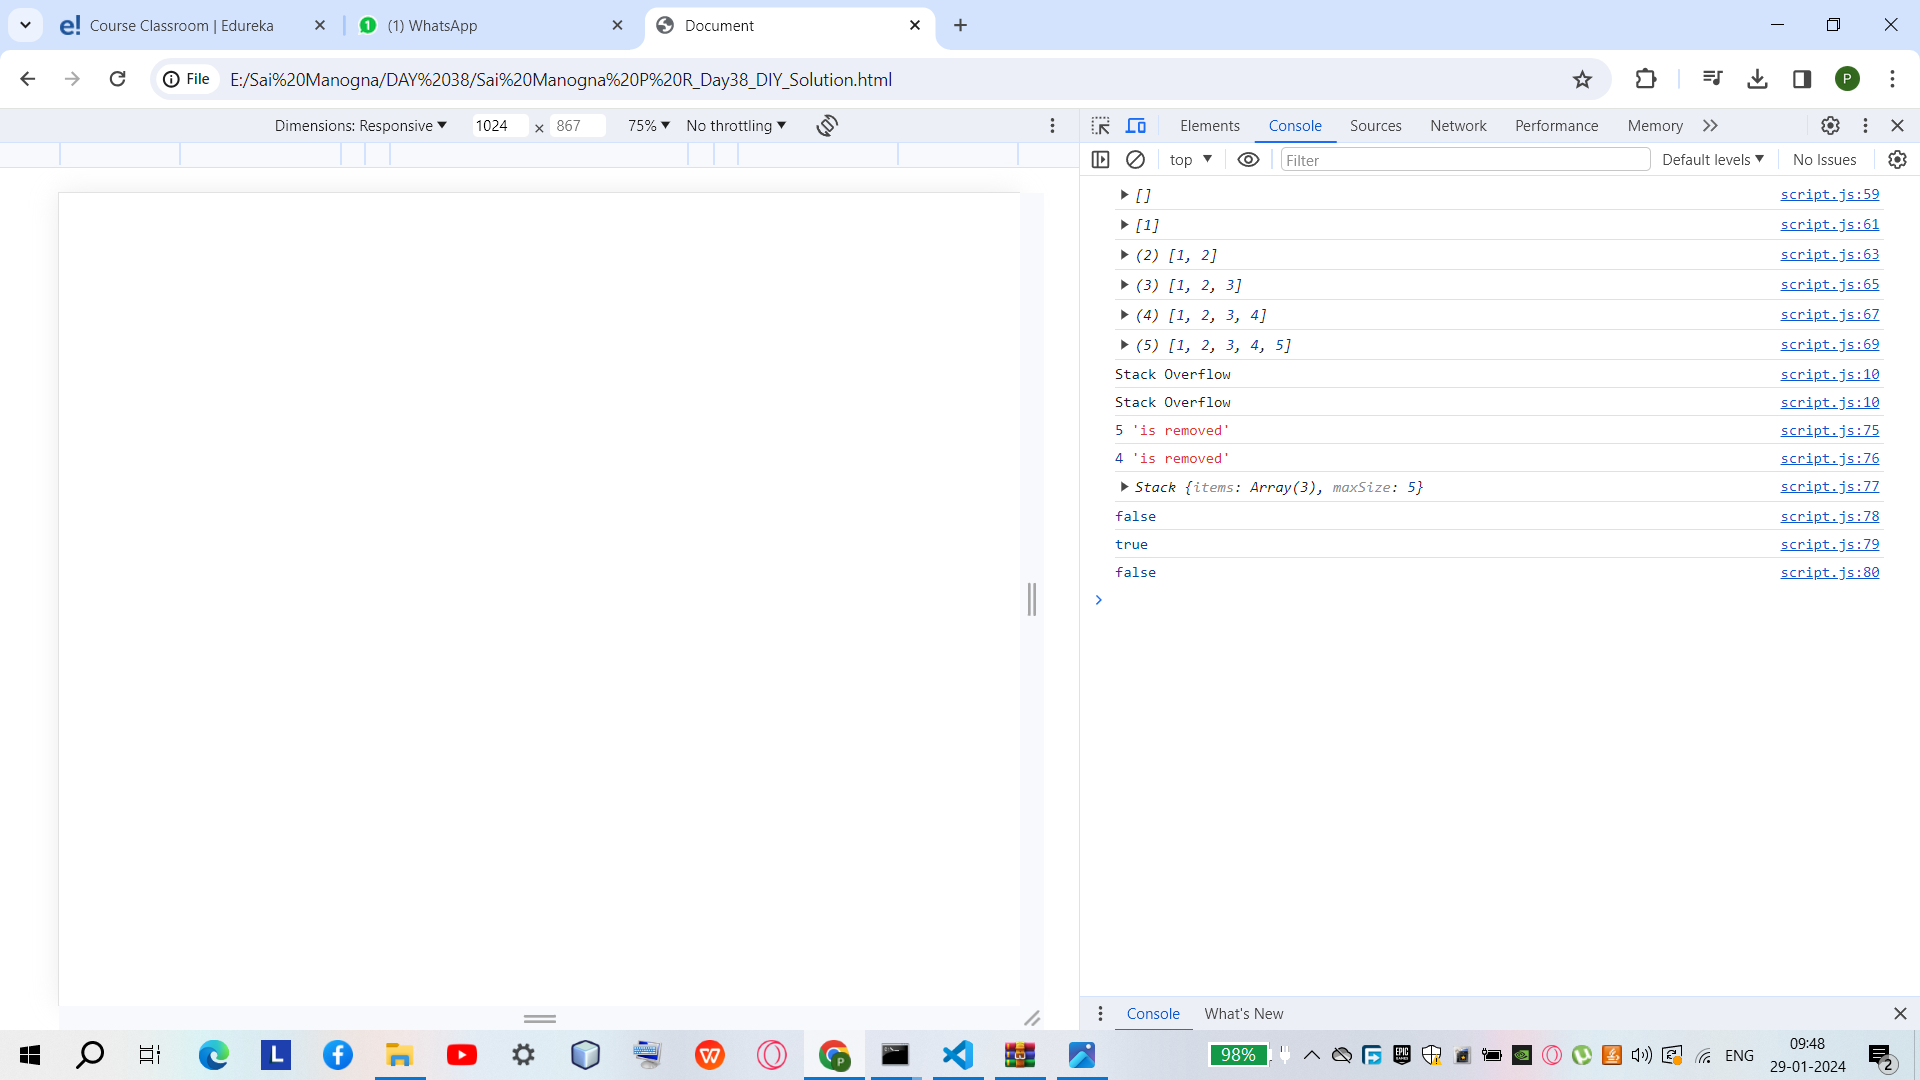 e! Course Classroom | Edureka
1 (1) WhatsApp
Document
File E:/Sai%20Manogna/DAY%2038/Sai%20Manogna%20P%20R_Day38_DIY_Solution.html
P
Dimensions: Responsive 1024 × 867 75% No throttling
Elements Console Sources Network Performance Memory
top Filter Default levels No Issues
[] script.js:59
[1] script.js:61
(2) [1, 2] script.js:63
(3) [1, 2, 3] script.js:65
(4) [1, 2, 3, 4] script.js:67
(5) [1, 2, 3, 4, 5] script.js:69
Stack Overflow script.js:10
Stack Overflow script.js:10
5 'is removed' script.js:75
4 'is removed' script.js:76
Stack {items: Array(3), maxSize: 5} script.js:77
false script.js:78
true script.js:79
false script.js:80
Console What's New
L
P
98%
EPIC
ENG
09:48
29-01-2024
2